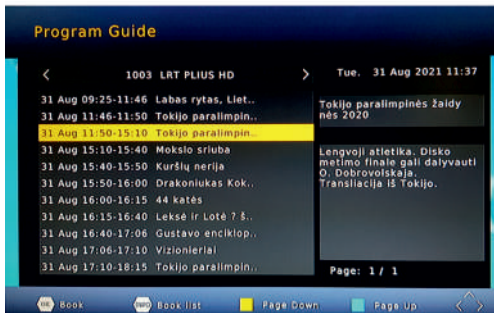 Program Guide
1003 LRT PLIUS HD
Tue. 31 Aug 2021 11:37
31 Aug 09:25-11:46 Labas rytas, Liet..
31 Aug 11:46-11:50 Tokijo paralimpin..
31 Aug 11:50-15:10 Tokijo paralimpin..
31 Aug 15:10-15:40 Mokslo sriuba
31 Aug 15:40-15:50 Kuršių nerija
31 Aug 15:50-16:00 Drakoniukas Kok..
31 Aug 16:00-16:15 44 katės
31 Aug 16:15-16:40 Leksė ir Lotė ? š..
31 Aug 16:40-17:06 Gustavo enciklop..
31 Aug 17:06-17:10 Vizionieriai
31 Aug 17:10-18:15 Tokijo paralimpin..
Tokijo paralimpinės žaidy
nės 2020
Lengvoji atletika. Disko
metimo finale gali dalyvauti
O. Dobrovolskaja.
Transliacija iš Tokijo.
Page: 1 / 1
Book
INFO Book list
Page Down
Page Up